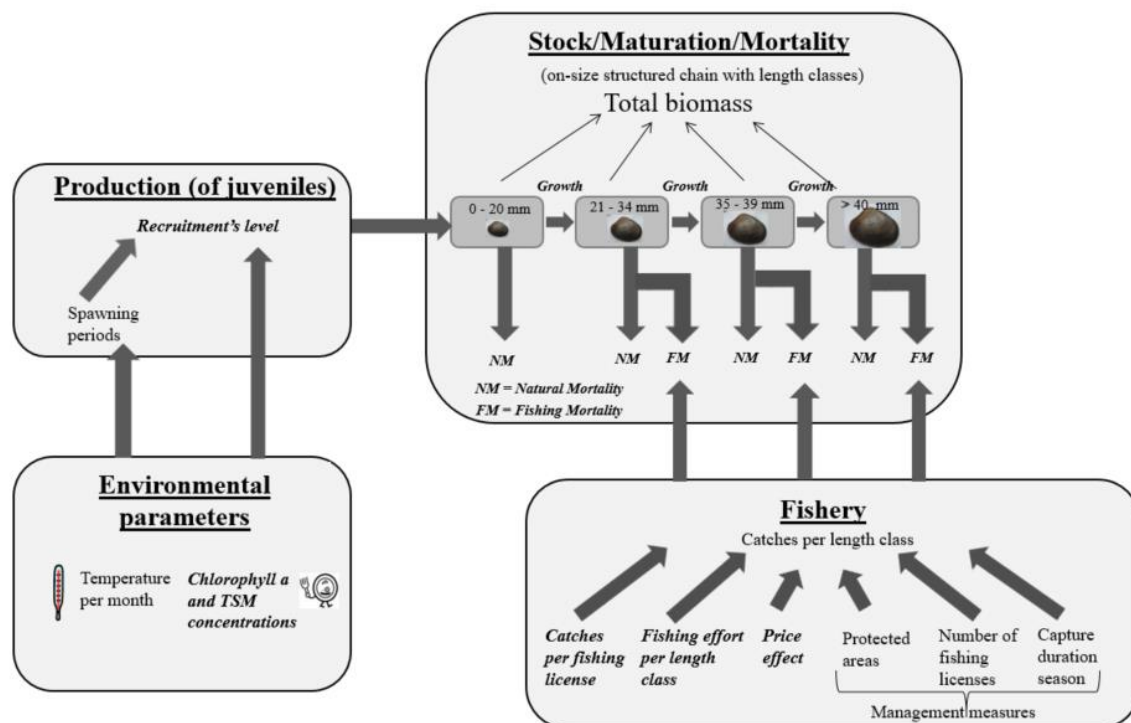 Stock/Maturation/Mortality
(on-size structured chain with length classes)
Total biomass
Growth
Growth
Growth
0 - 20 mm
21 - 34 mm
35 - 39 mm
> 40 mm
NM
NM
FM
NM
FM
NM
FM
NM = Natural Mortality
FM = Fishing Mortality
Production (of juveniles)
Recruitment's level
Spawning
periods
Environmental
parameters
Temperature
per month
Chlorophyll a
and TSM
concentrations
Fishery
Catches per length class
Catches
per fishing
license
Fishing effort
per length
class
Price
effect
Protected
areas
Number of
fishing
licenses
Capture
duration
season
Management measures